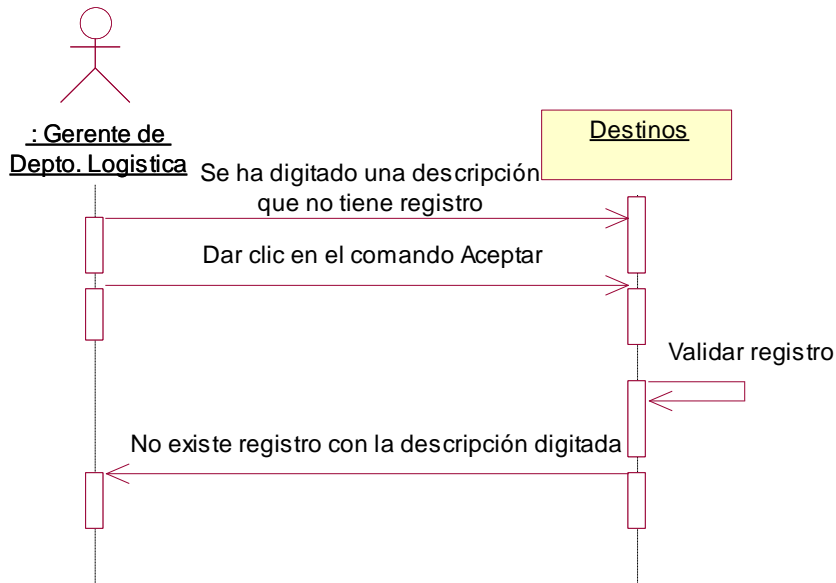 : Gerente de
Depto. Logistica
Destinos
Se ha digitado una descripción
que no tiene registro
Dar clic en el comando Aceptar
Validar registro
No existe registro con la descripción digitada